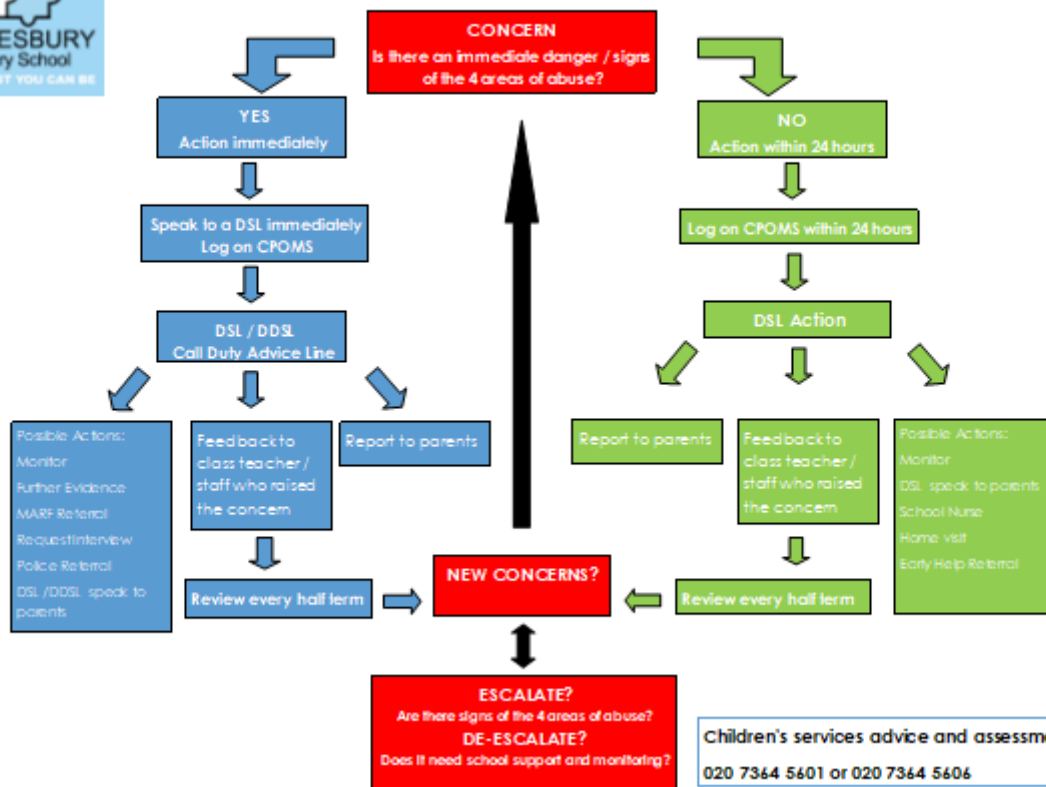 ESBURY
ry School
T YOU CAN BE
CONCERN
Is there an immediate danger / signs
of the 4 areas of abuse?
YES
Action immediately
NO
Action within 24 hours
Speak to a DSL immediately
Log on CPOMS
Log on CPOMS within 24 hours
DSL / DDSL
Call Duty Advice Line
DSL Action
Possible Actions:
Monitor
Further Evidence
MARF Referral
Request Interview
Police Referral
DSL /DDSL speak to
parents
Feedback to
class teacher /
staff who raised
the concern
Report to parents
Report to parents
Feedback to
class teacher /
staff who raised
the concern
Possible Actions:
Monitor
DSL speak to parents
School Nurse
Home visit
Early Help Referral
Review every half term
NEW CONCERNS?
Review every half term
ESCALATE?
Are there signs of the 4 areas of abuse?
DE-ESCALATE?
Does it need school support and monitoring?
Children's services advice and assessm
020 7364 5601 or 020 7364 5606